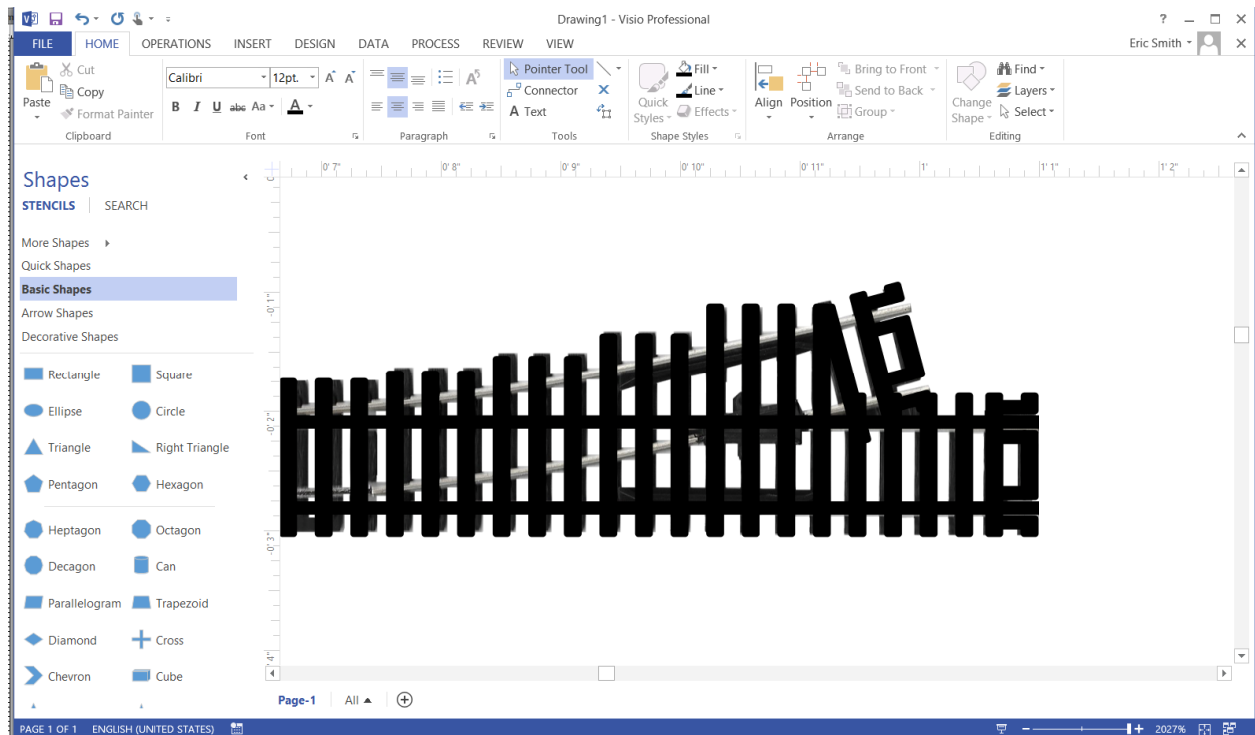 Drawing1 - Visio Professional
FILE HOME OPERATIONS INSERT DESIGN DATA PROCESS REVIEW VIEW Eric Smith
Paste
Cut
Copy
Format Painter
Clipboard
Calibri 12pt. A A
B I U abc Aa A
Font
Paragraph
Pointer Tool
Connector
A Text
Tools
Quick Styles
Fill
Line
Effects
Shape Styles
Align Position
Bring to Front
Send to Back
Group
Arrange
Change Shape
Find
Layers
Select
Editing
Shapes
STENCILS SEARCH
More Shapes
Quick Shapes
Basic Shapes
Arrow Shapes
Decorative Shapes
Rectangle Square
Ellipse Circle
Triangle Right Triangle
Pentagon Hexagon
Heptagon Octagon
Decagon Can
Parallelogram Trapezoid
Diamond Cross
Chevron Cube
0' 7" 0' 8" 0' 9" 0' 10" 0' 11" 1' 1' 1" 1' 2"
-0' 1"
-0' 2"
-0' 3"
Page-1 All
PAGE 1 OF 1 ENGLISH (UNITED STATES) 2027%